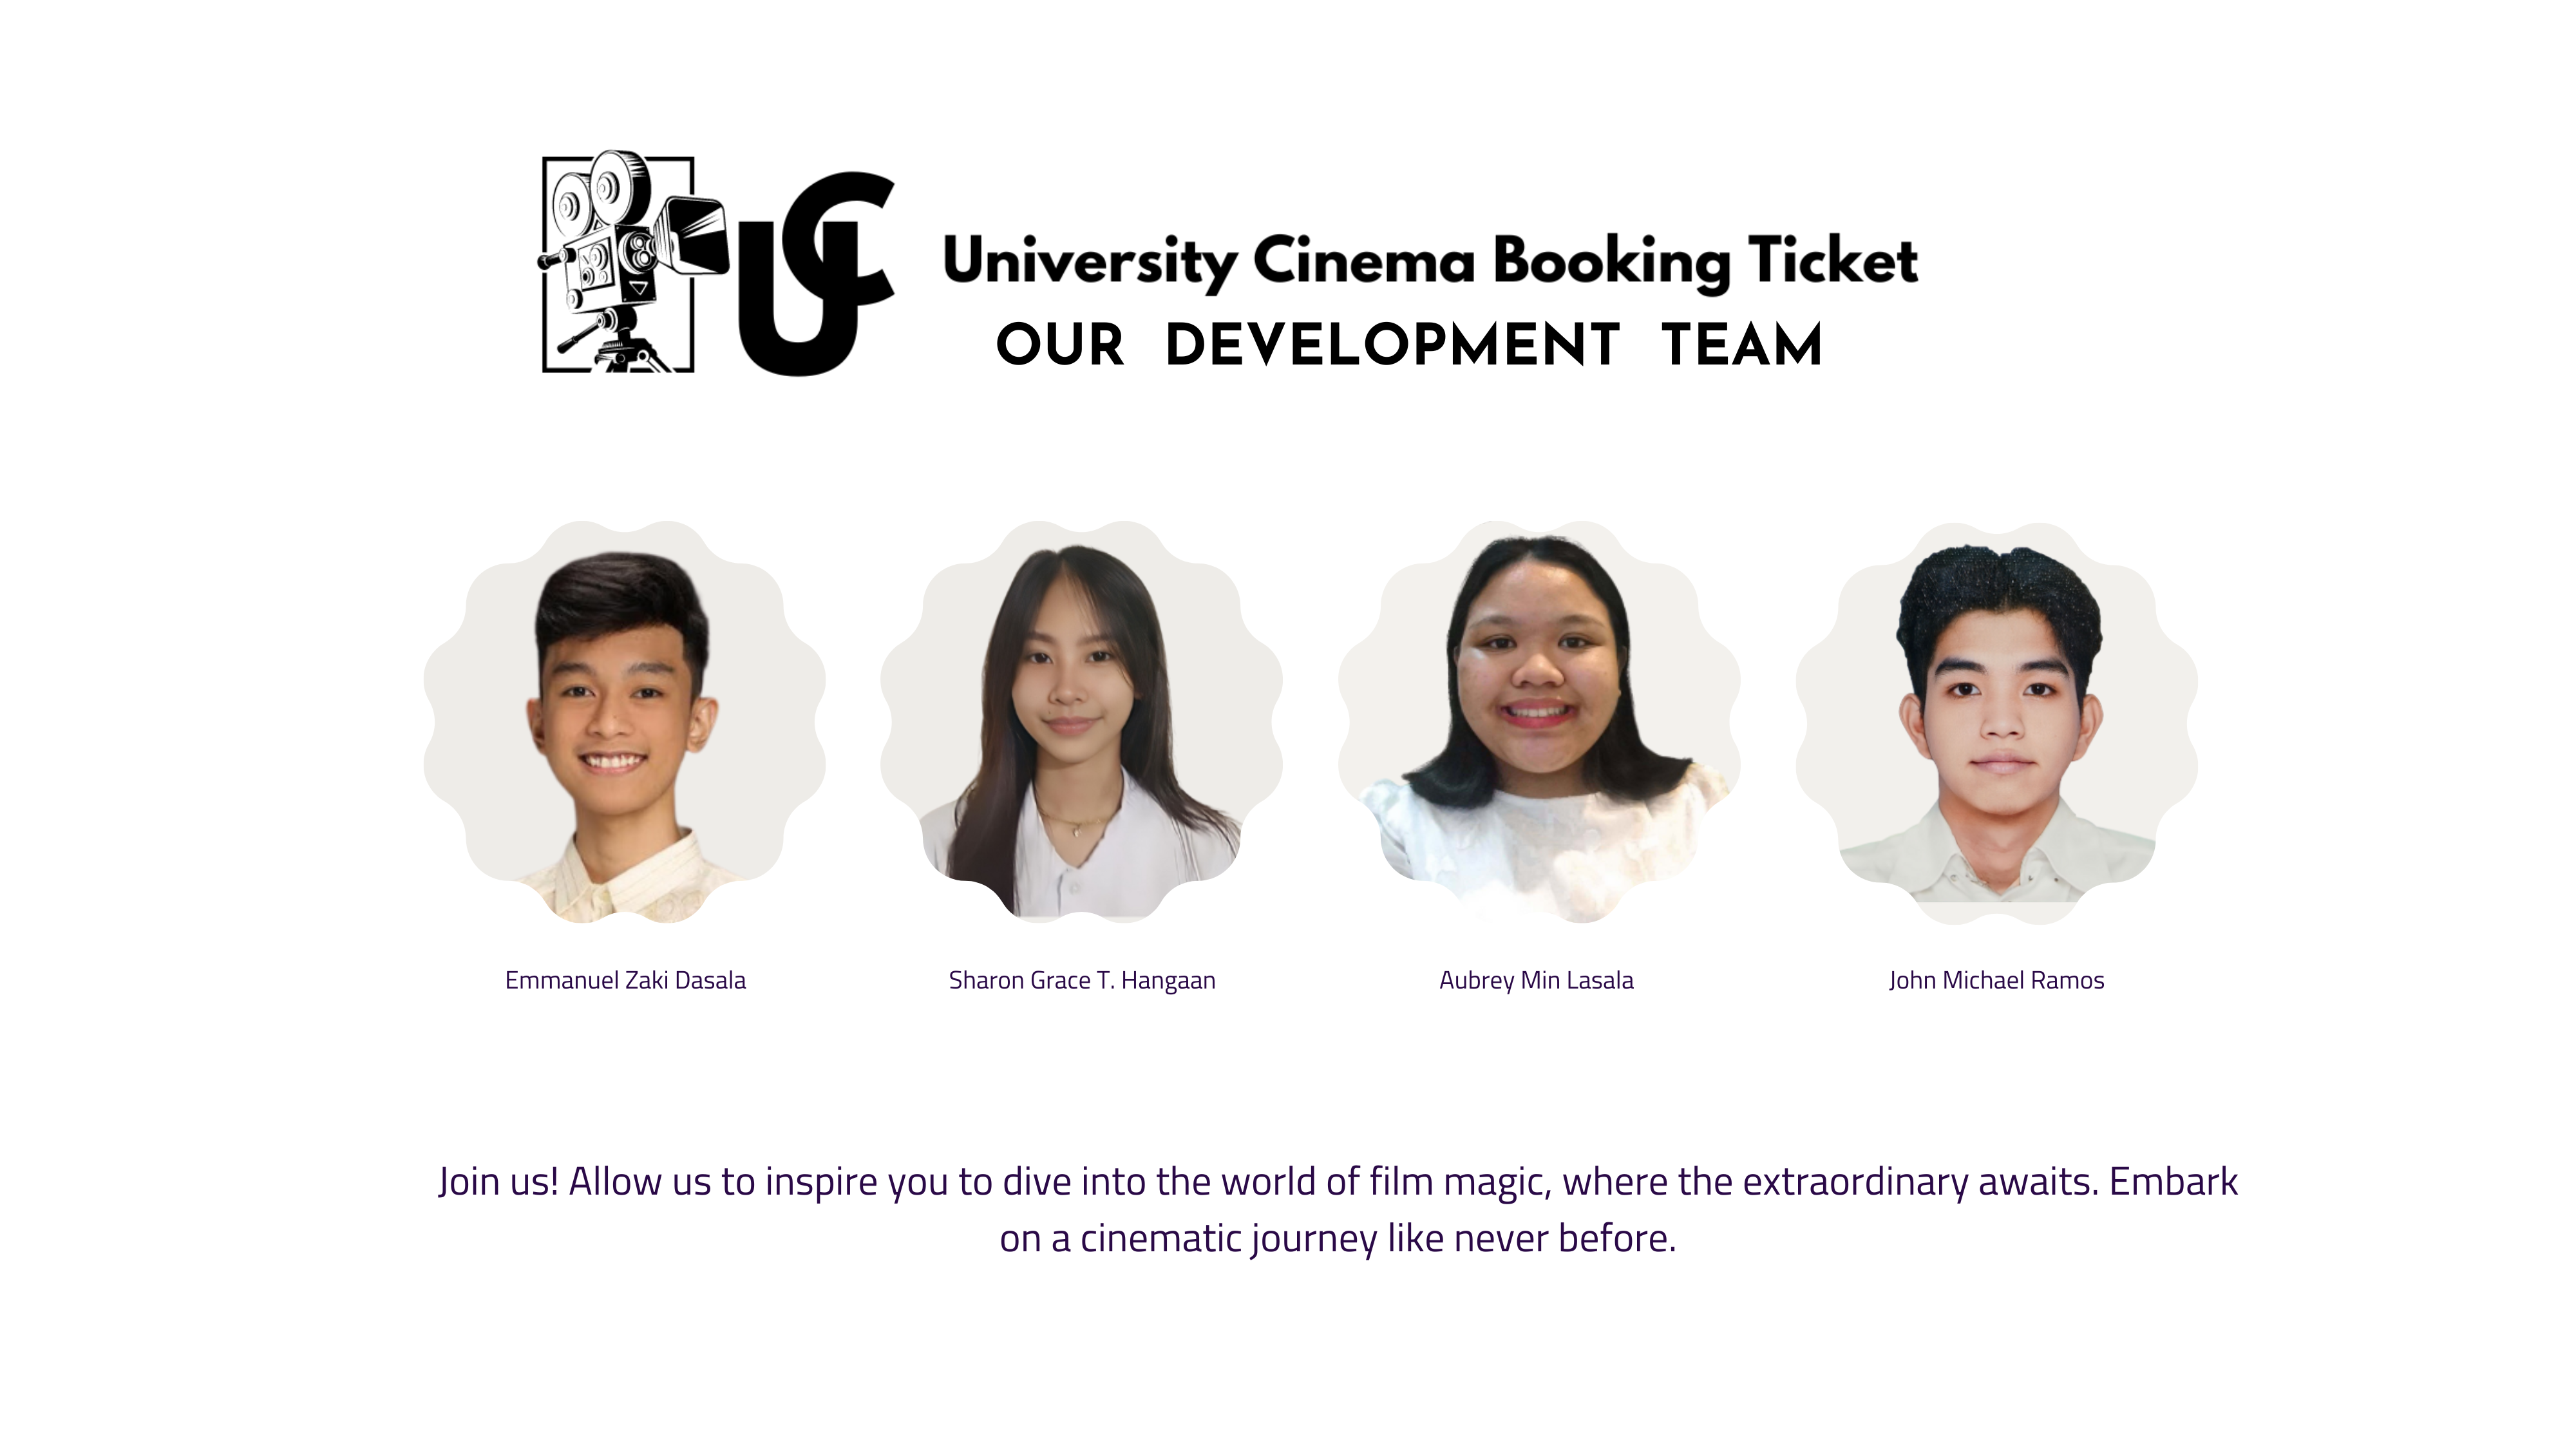 UC
University Cinema Booking Ticket
OUR DEVELOPMENT TEAM
Emmanuel Zaki Dasala
Sharon Grace T. Hangaan
Aubrey Min Lasala
John Michael Ramos
Join us! Allow us to inspire you to dive into the world of film magic, where the extraordinary awaits. Embark
on a cinematic journey like never before.